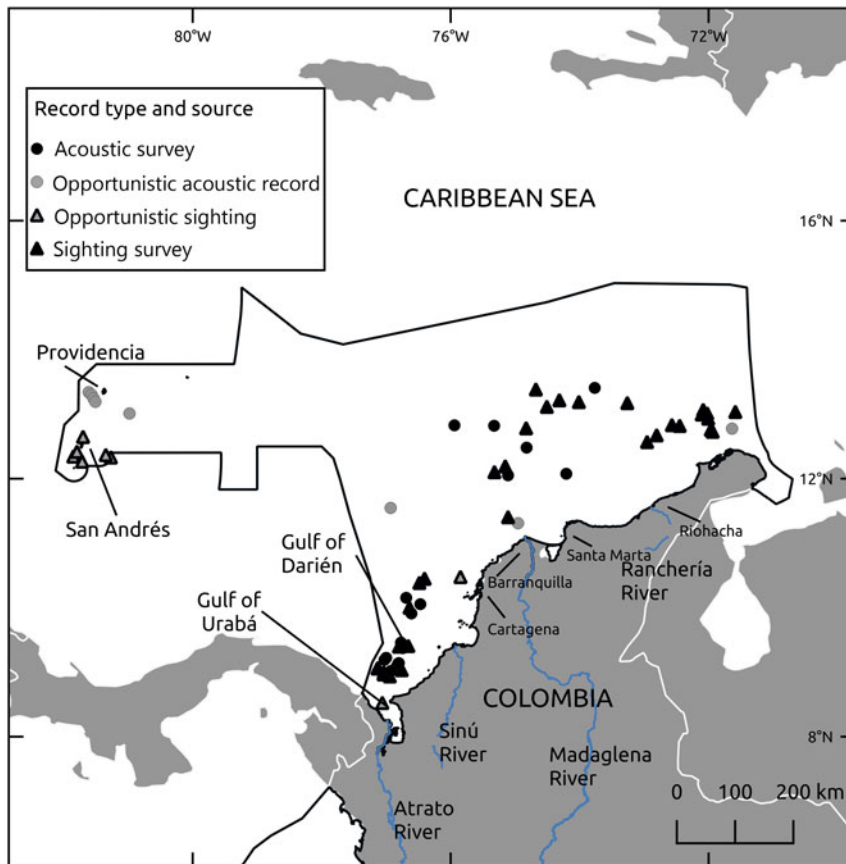 80°W
76°W
72°W
Record type and source
Acoustic survey
Opportunistic acoustic record
Opportunistic sighting
Sighting survey
CARIBBEAN SEA
16°N
Providencia
12°N
San Andrés
Gulf of
Darién
Gulf of
Urabá
Riohacha
Santa Marta
Barranquilla
Ranchería
River
Cartagena
COLOMBIA
Sinú
River
Madaglena
River
8°N
Atrato
River
0 100 200 km